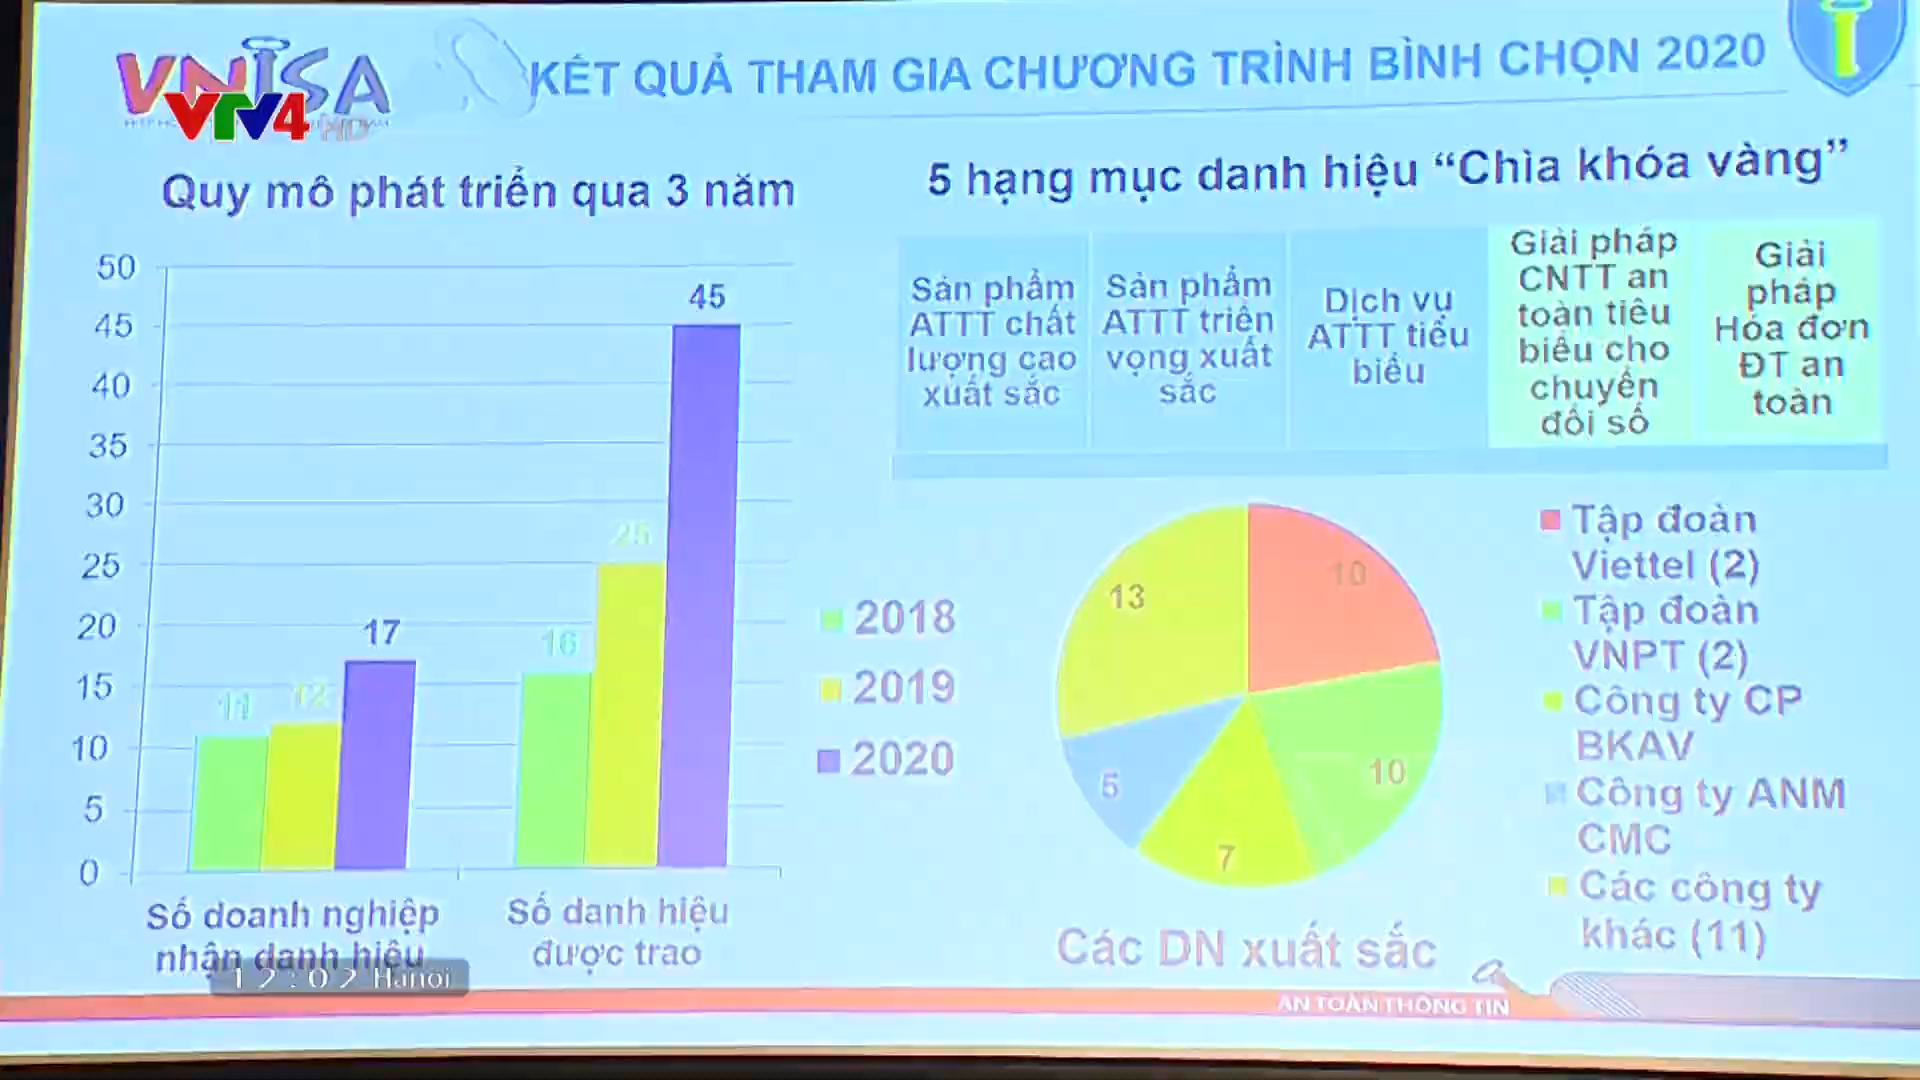 VNISA
VTV4
HD
KẾT QUẢ THAM GIA CHƯƠNG TRÌNH BÌNH CHỌN 2020
Quy mô phát triển qua 3 năm
50
45
40
35
30
25
20
15
10
5
0
11
12
17
16
25
45
Số doanh nghiệp
nhận danh hiệu
Số danh hiệu
được trao
2018
2019
2020
5 hạng mục danh hiệu “Chìa khóa vàng”
Sản phẩm
ATTT chất
lượng cao
xuất sắc
Sản phẩm
ATTT triển
vọng xuất
sắc
Dịch vụ
ATTT tiêu
biểu
Giải pháp
CNTT an
toàn tiêu
biểu cho
chuyển
đổi số
Giải
pháp
Hóa đơn
ĐT an
toàn
10
10
7
5
13
Tập đoàn
Viettel (2)
Tập đoàn
VNPT (2)
Công ty CP
BKAV
Công ty ANM
CMC
Các công ty
khác (11)
Các DN xuất sắc
12:02 Hanoi
AN TOÀN THÔNG TIN